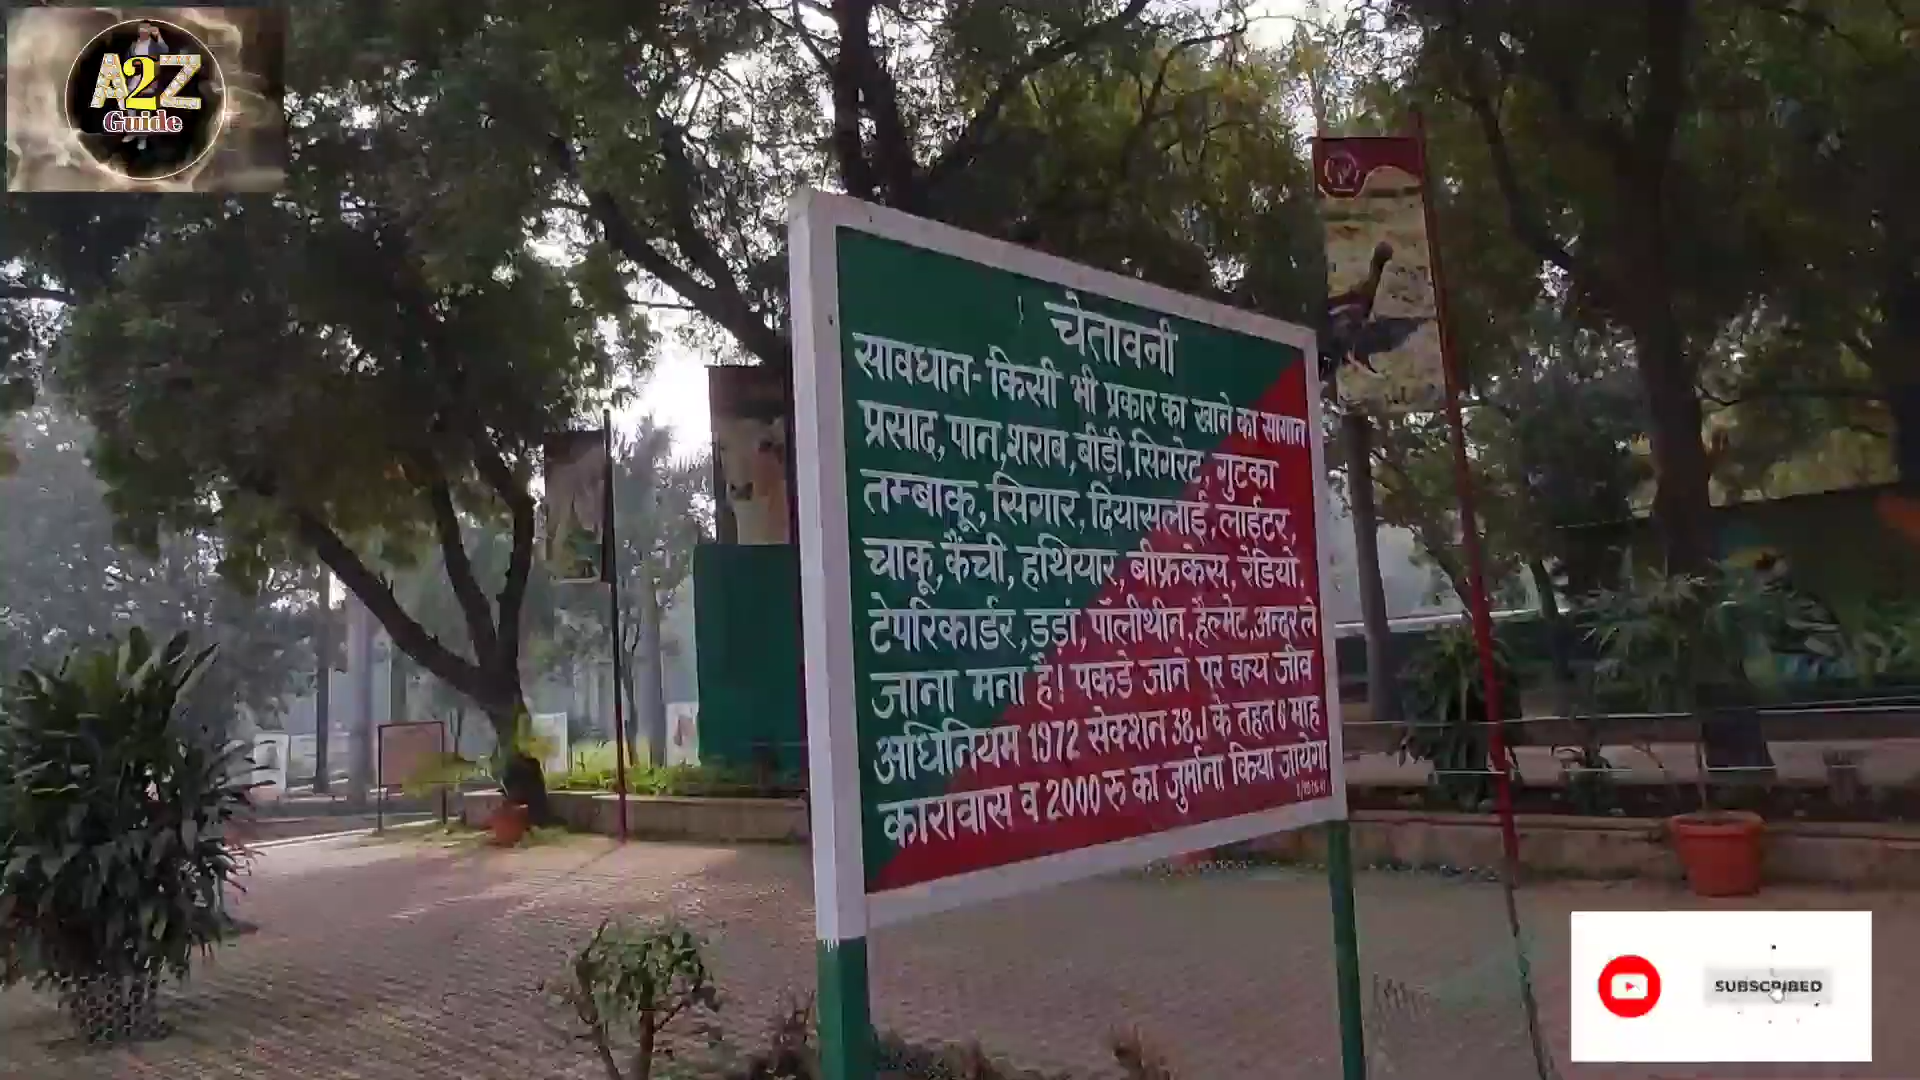 A2Z
Guide
चेतावनी
सावधान- किसी भी प्रकार का खाने का सामान
प्रसाद, पान, शराब, बीड़ी, सिगरेट, गुटका
तम्बाकू, सिगार, दियासलाई, लाईटर,
चाकू, कैंची, हथियार, बीफ्रकेस, रेडियो,
टेपरिकार्डर, ड़ड़ां, पॉलीथीन, हैल्मेट, अन्दर ले
जाना मना है। पकडे जाने पर वन्य जीव
अधिनियम 1972 सेक्शन 38.J के तहत 6 माह
कारावास व 2000 रु का जुर्माना किया जायेगा
SUBSCRIBED